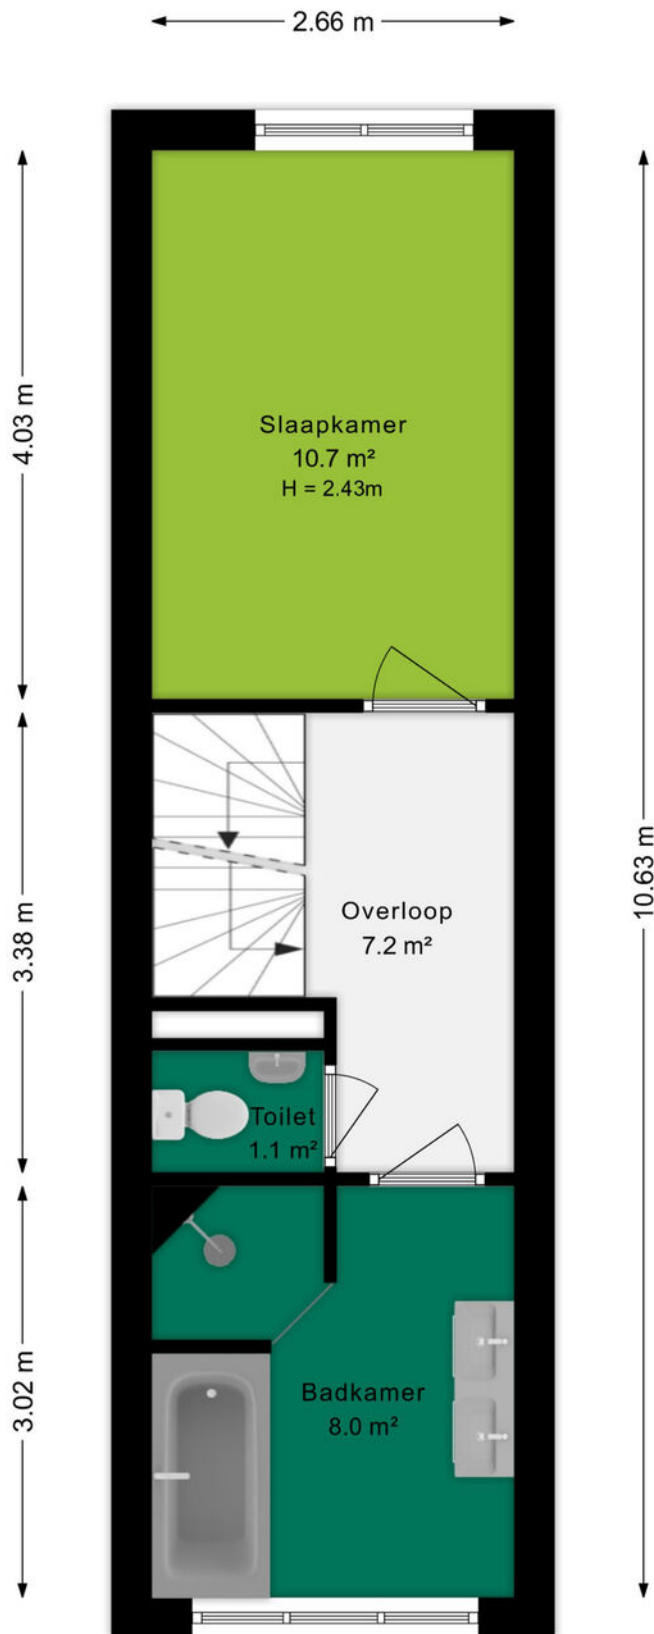 2.66 m
4.03 m
Slaapkamer
10.7 m²
H = 2.43m
10.63 m
3.38 m
Overloop
7.2 m²
Toilet
1.1 m²
3.02 m
Badkamer
8.0 m²